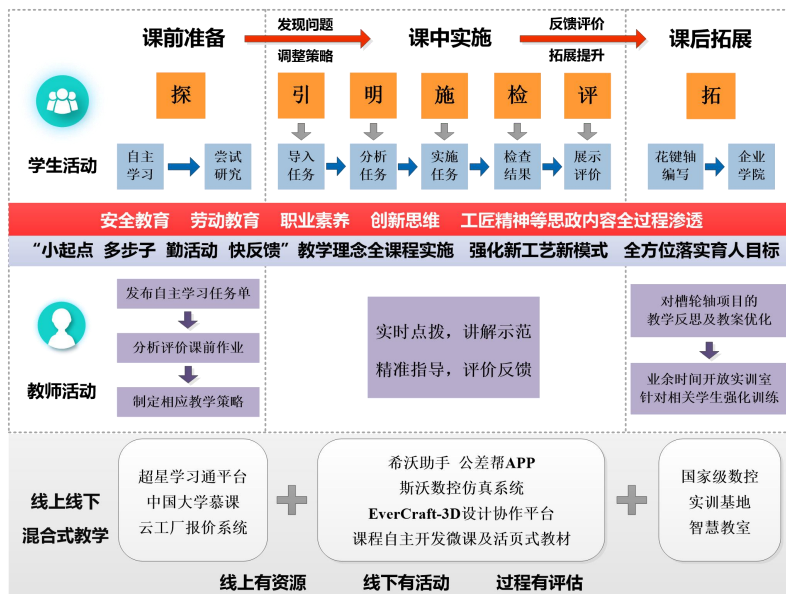 课前准备
发现问题
调整策略
课中实施
反馈评价
拓展提升
课后拓展
探
引
明
施
检
评
拓
学生活动
自主
学习
尝试
研究
导入
任务
分析
任务
实施
任务
检查
结果
展示
评价
花键轴
编写
企业
学院
安全教育 劳动教育 职业素养 创新思维 工匠精神等思政内容全过程渗透
“小起点 多步子 勤活动 快反馈”教学理念全课程实施 强化新工艺新模式 全方位落实育人目标
教师活动
发布自主学习任务单
分析评价课前作业
制定相应教学策略
实时点拨，讲解示范
精准指导，评价反馈
对槽轮轴项目的
教学反思及教案优化
业余时间开放实训室
针对相关学生强化训练
线上线下
混合式教学
超星学习通平台
中国大学慕课
云工厂报价系统
希沃助手 公差帮APP
斯沃数控仿真系统
EverCraft-3D设计协作平台
课程自主开发微课及活页式教材
国家级数控
实训基地
智慧教室
线上有资源 线下有活动 过程有评估